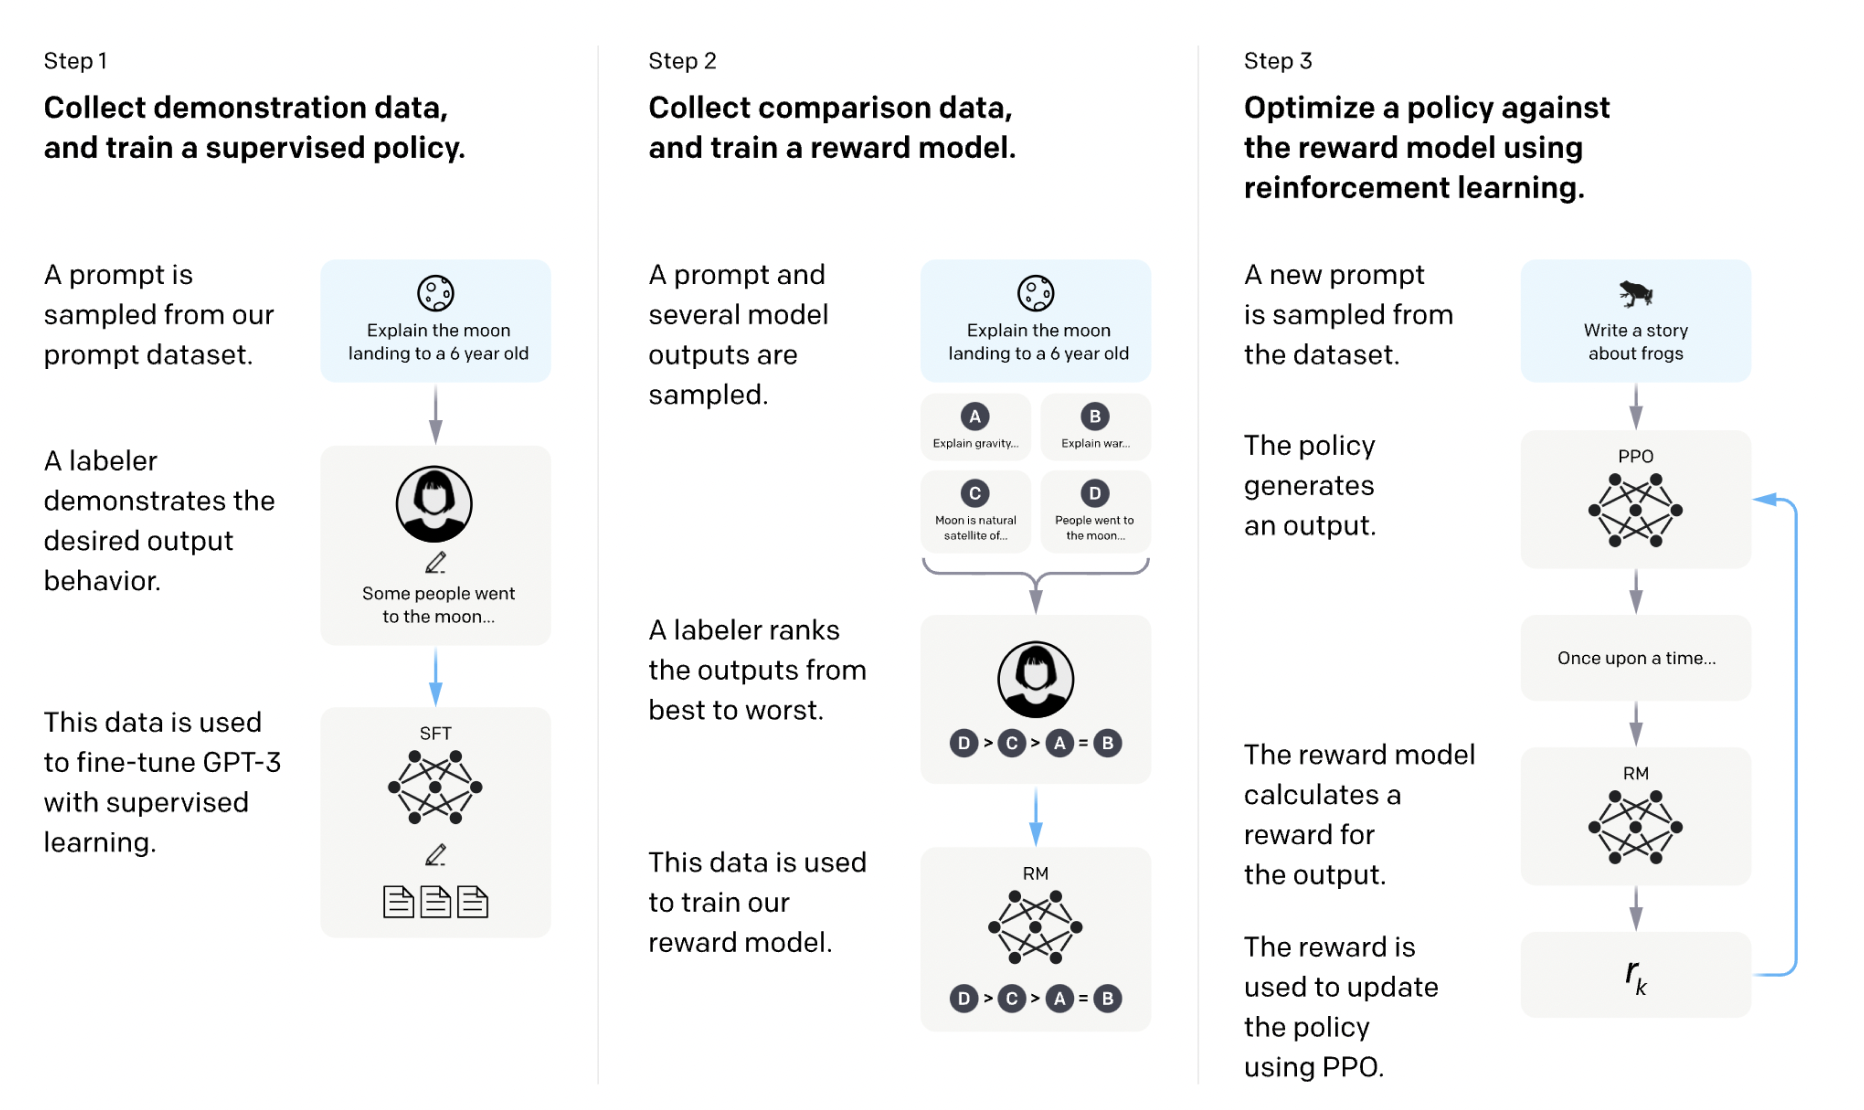 Step 1
Collect demonstration data,
and train a supervised policy.
A prompt is
sampled from our
prompt dataset.
Explain the moon
landing to a 6 year old
A labeler
demonstrates the
desired output
behavior.
Some people went
to the moon...
This data is used
to fine-tune GPT-3
with supervised
learning.
SFT
Step 2
Collect comparison data,
and train a reward model.
A prompt and
several model
outputs are
sampled.
Explain the moon
landing to a 6 year old
A
Explain gravity...
B
Explain war...
C
Moon is natural
satellite of...
D
People went to
the moon...
A labeler ranks
the outputs from
best to worst.
D > C > A = B
This data is used
to train our
reward model.
RM
D > C > A = B
Step 3
Optimize a policy against
the reward model using
reinforcement learning.
A new prompt
is sampled from
the dataset.
Write a story
about frogs
The policy
generates
an output.
PPO
Once upon a time...
The reward model
calculates a
reward for
the output.
RM
The reward is
used to update
the policy
using PPO.
r_k